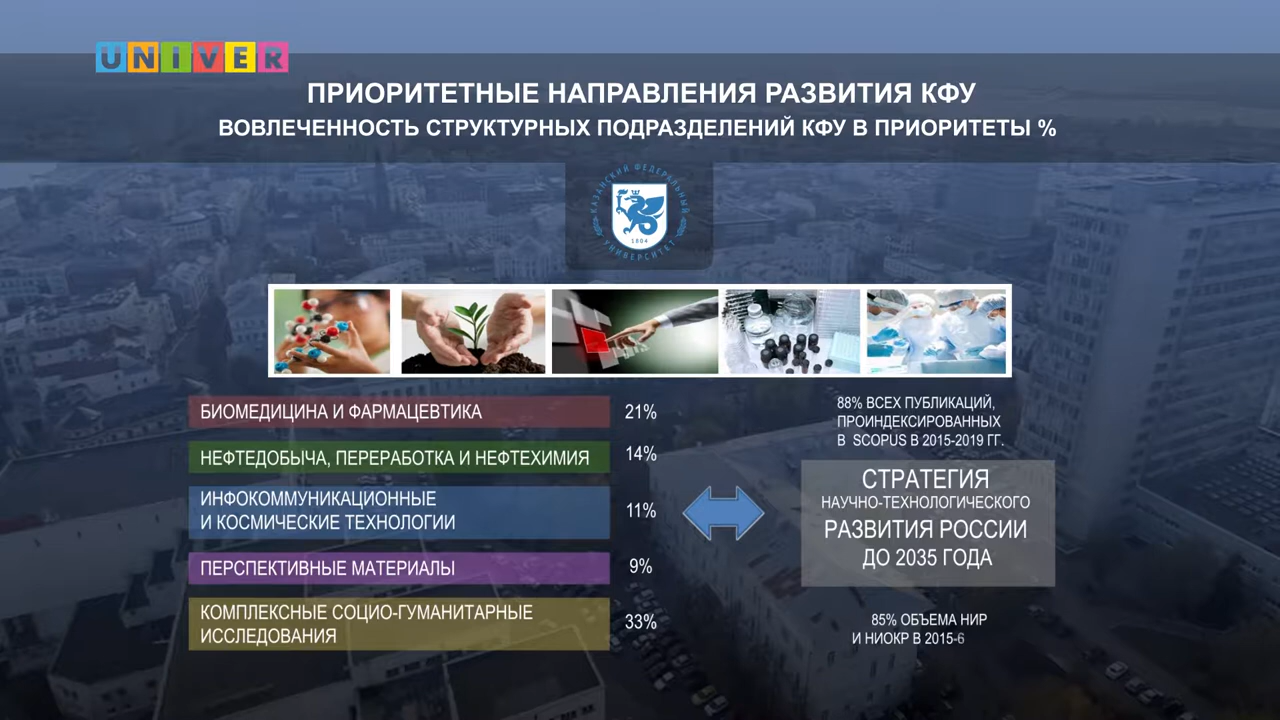 UNIVER
ПРИОРИТЕТНЫЕ НАПРАВЛЕНИЯ РАЗВИТИЯ КФУ
ВОВЛЕЧЕННОСТЬ СТРУКТУРНЫХ ПОДРАЗДЕЛЕНИЙ КФУ В ПРИОРИТЕТЫ %
КАЗАНСКИЙ ФЕДЕРАЛЬНЫЙ
1804
УНИВЕРСИТЕТ
БИОМЕДИЦИНА И ФАРМАЦЕВТИКА 21%
НЕФТЕДОБЫЧА, ПЕРЕРАБОТКА И НЕФТЕХИМИЯ 14%
ИНФОКОММУНИКАЦИОННЫЕ
И КОСМИЧЕСКИЕ ТЕХНОЛОГИИ 11%
ПЕРСПЕКТИВНЫЕ МАТЕРИАЛЫ 9%
КОМПЛЕКСНЫЕ СОЦИО-ГУМАНИТАРНЫЕ
ИССЛЕДОВАНИЯ 33%
88% ВСЕХ ПУБЛИКАЦИЙ,
ПРОИНДЕКСИРОВАННЫХ
В SCOPUS В 2015-2019 ГГ.
СТРАТЕГИЯ
НАУЧНО-ТЕХНОЛОГИЧЕСКОГО
РАЗВИТИЯ РОССИИ
ДО 2035 ГОДА
85% ОБЪЕМА НИР
И НИОКР В 2015-6